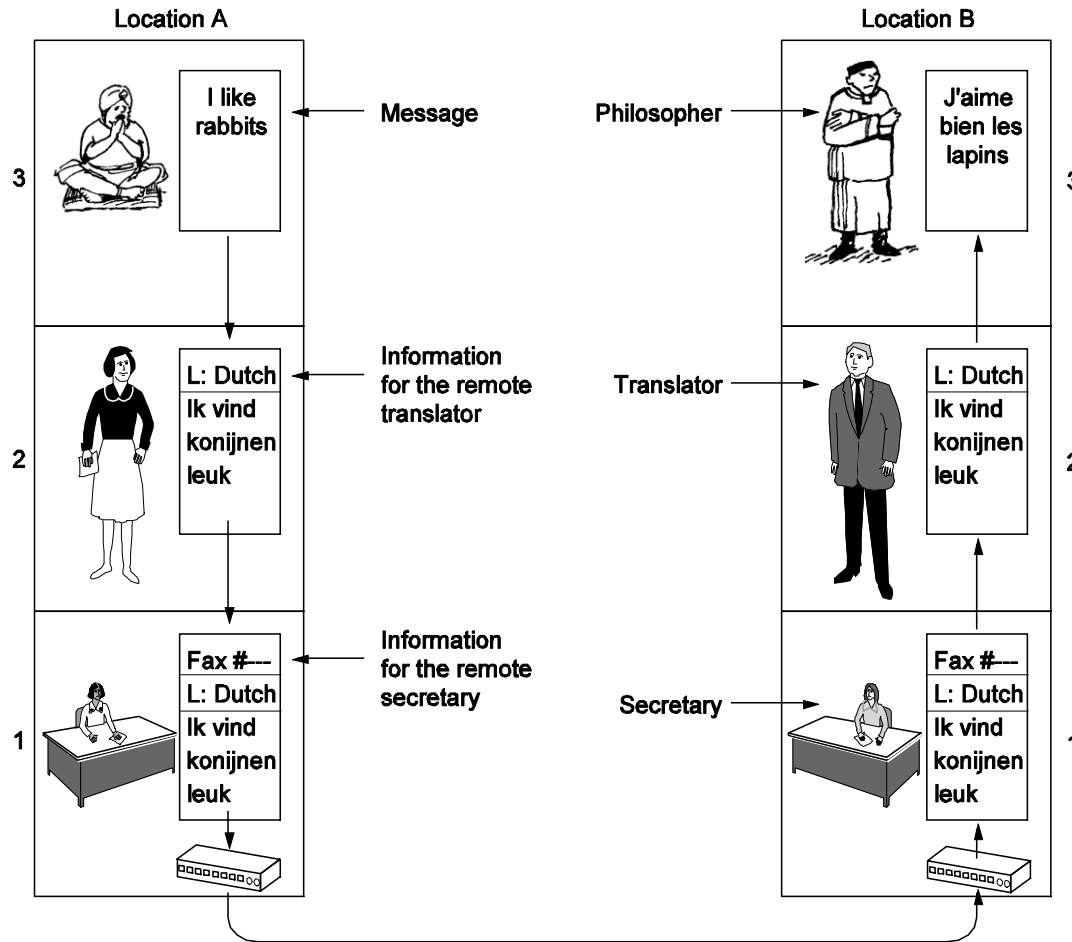 Location A
Location B
3
I like
rabbits
Message
Philosopher
J'aime
bien les
lapins
3
2
L: Dutch
Ik vind
konijnen
leuk
Information
for the remote
translator
Translator
L: Dutch
Ik vind
konijnen
leuk
2
1
Fax #---
L: Dutch
Ik vind
konijnen
leuk
Information
for the remote
secretary
Secretary
Fax #---
L: Dutch
Ik vind
konijnen
leuk